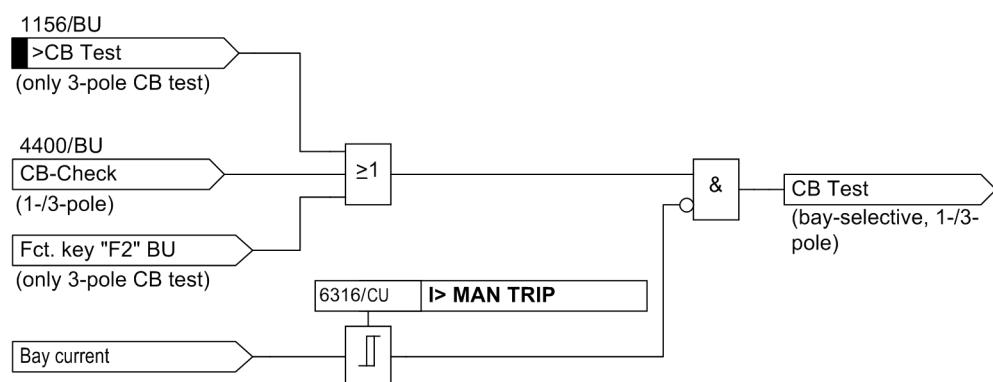 1156/BU
>CB Test
(only 3-pole CB test)
4400/BU
CB-Check
(1-/3-pole)
≥1
&
CB Test
(bay-selective, 1-/3-
pole)
Fct. key "F2" BU
(only 3-pole CB test)
6316/CU I> MAN TRIP
Bay current